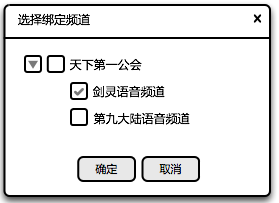 选择绑定频道
天下第一公会
剑灵语音频道
第九大陆语音频道
确定 取消